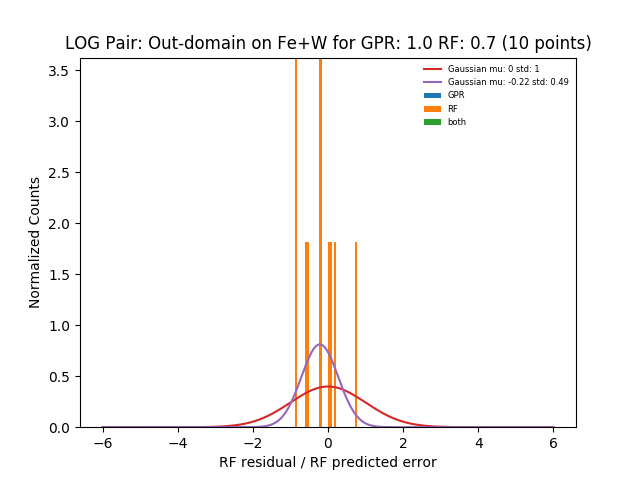 LOG Pair: Out-domain on Fe+W for GPR: 1.0 RF: 0.7 (10 points)
Gaussian mu: 0 std: 1
Gaussian mu: -0.22 std: 0.49
GPR
RF
both
3.5
3.0
2.5
2.0
1.5
1.0
0.5
0.0
Normalized Counts
−6
−4
−2
0
2
4
6
RF residual / RF predicted error